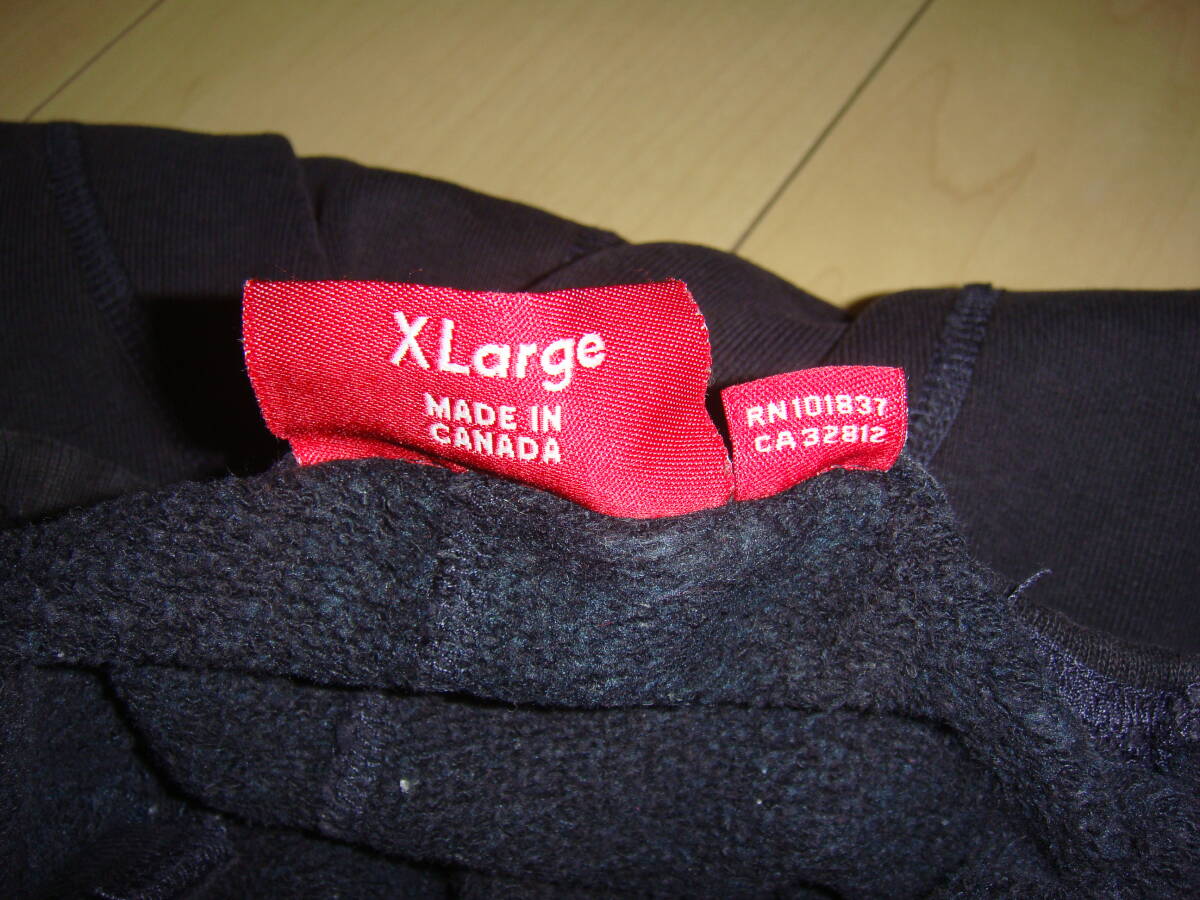 XLarge
MADE IN
CANADA
RN101837
CA32812